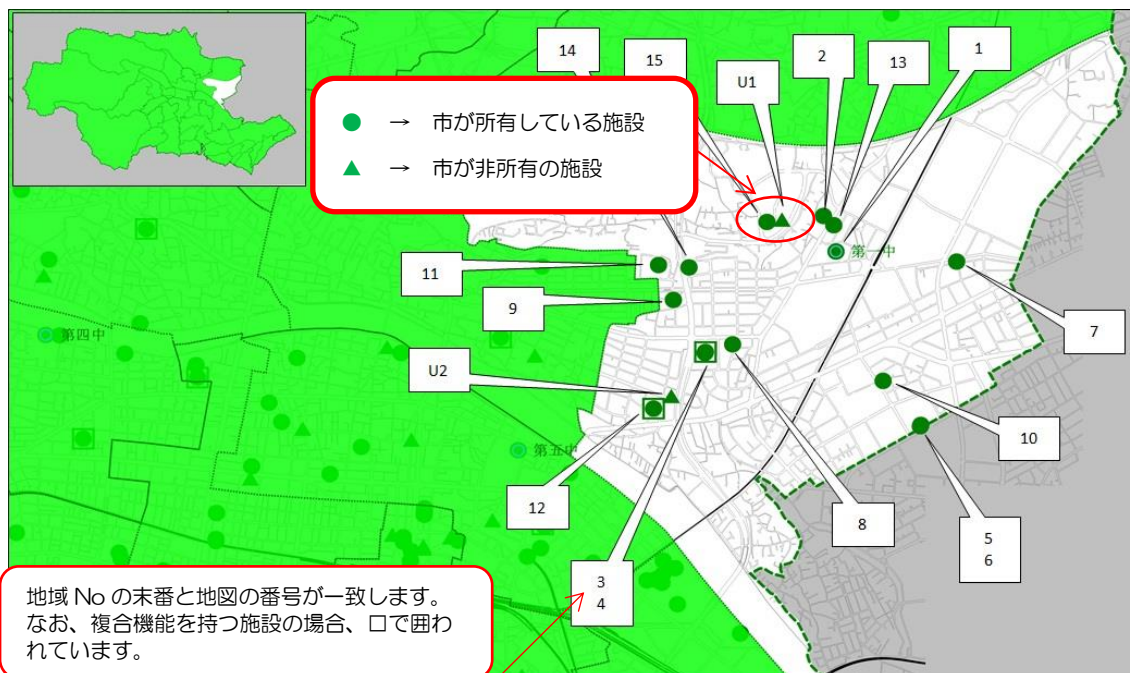 14
15
U1
2
13
1
● → 市が所有している施設
▲ → 市が非所有の施設
第一中
11
9
7
第四中
U2
第五中
10
12
8
5
6
3
4
地域 No の末番と地図の番号が一致します。
なお、複合機能を持つ施設の場合、口で囲わ
れています。